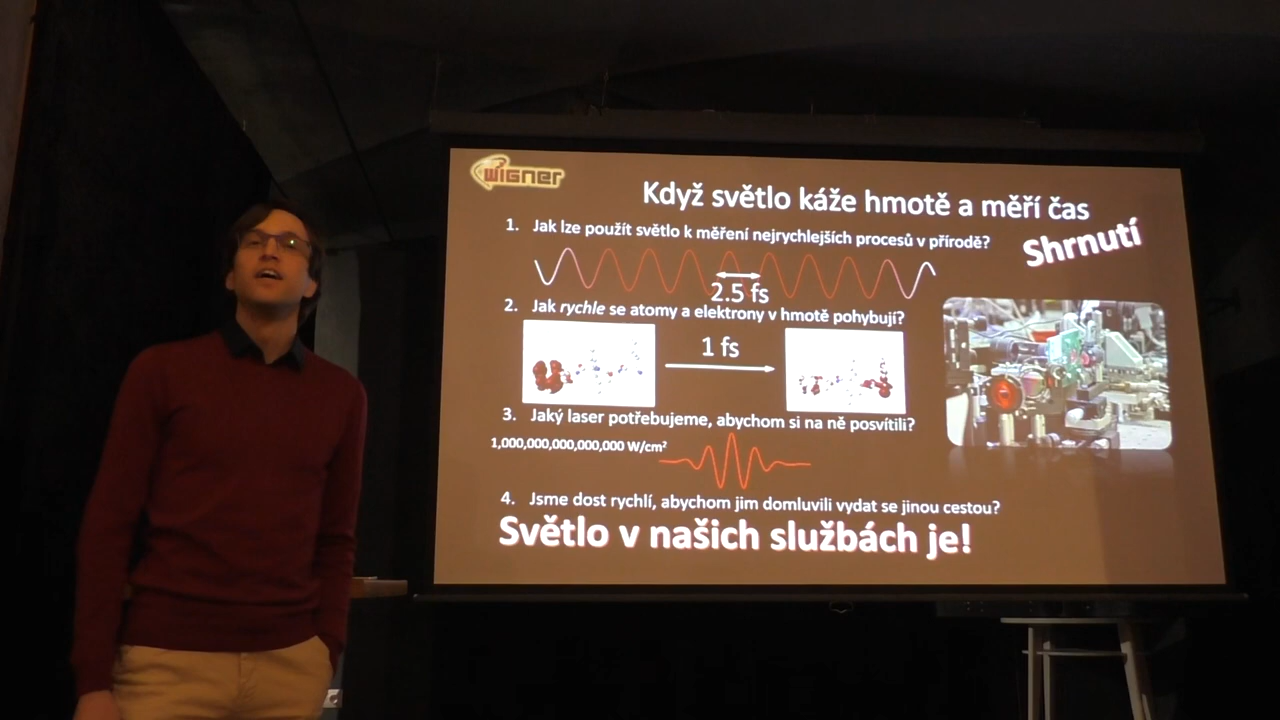 WIGNER
Když světlo káže hmotě a měří čas
Shrnutí
1. Jak lze použít světlo k měření nejrychlejších procesů v přírodě?
2.5 fs
2. Jak rychle se atomy a elektrony v hmotě pohybují?
1 fs
3. Jaký laser potřebujeme, abychom si na ně posvítili?
1,000,000,000,000,000 W/cm²
4. Jsme dost rychlí, abychom jim domluvili vydat se jinou cestou?
Světlo v našich službách je!